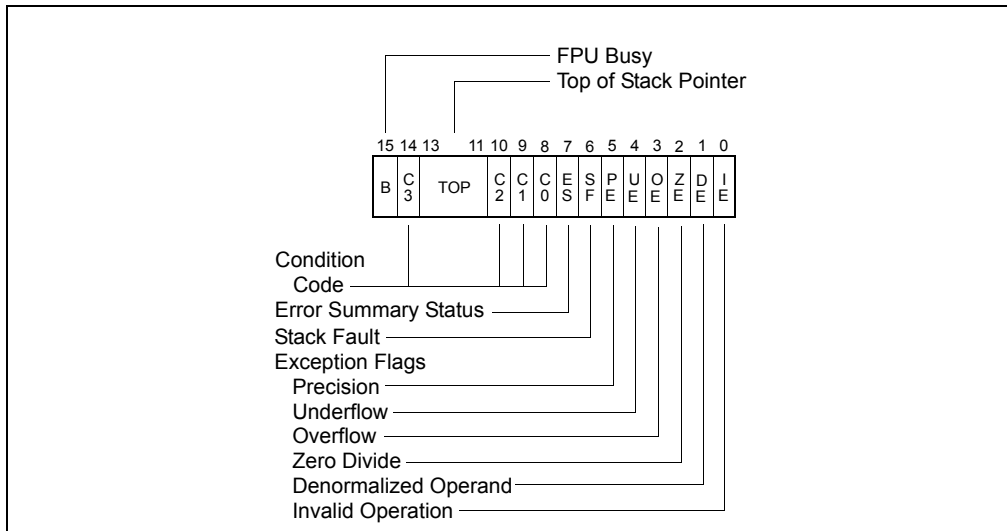 FPU Busy
Top of Stack Pointer
15 14 13 11 10 9 8 7 6 5 4 3 2 1 0
B C3 TOP C2 C1 C0 ES SF PE UE OE ZE DE IE
Condition
Code
Error Summary Status
Stack Fault
Exception Flags
Precision
Underflow
Overflow
Zero Divide
Denormalized Operand
Invalid Operation